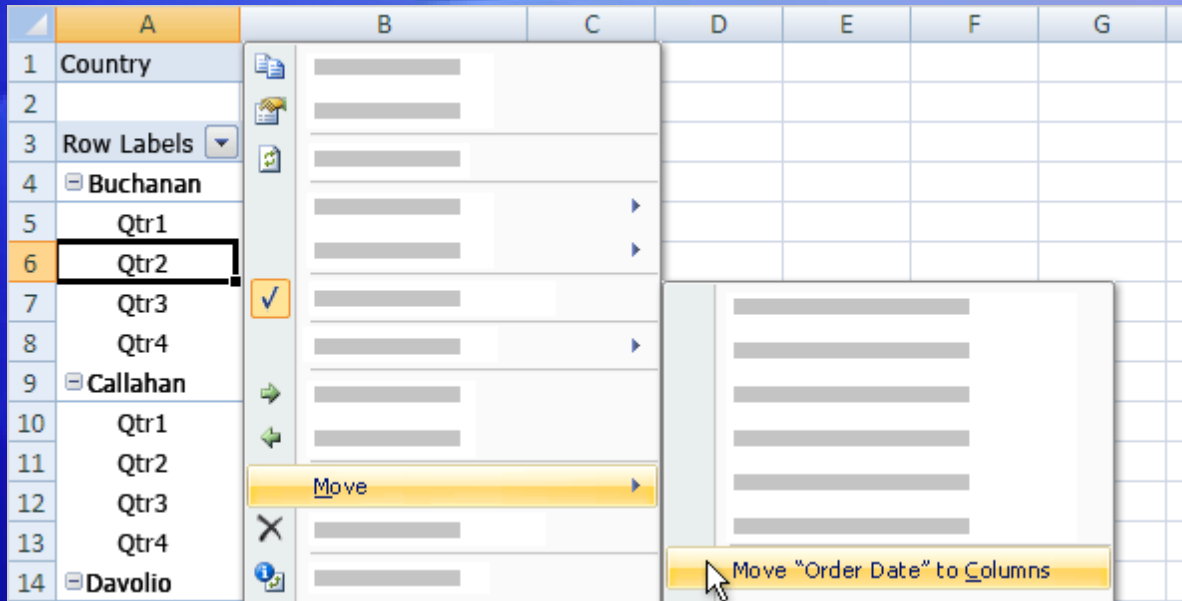 A B C D E F G
1 Country
2
3 Row Labels
4 Buchanan
5 Qtr1
6 Qtr2
7 Qtr3
8 Qtr4
9 Callahan
10 Qtr1
11 Qtr2
Move
12 Qtr3
13 Qtr4
Move “Order Date” to Columns
14 Davolio